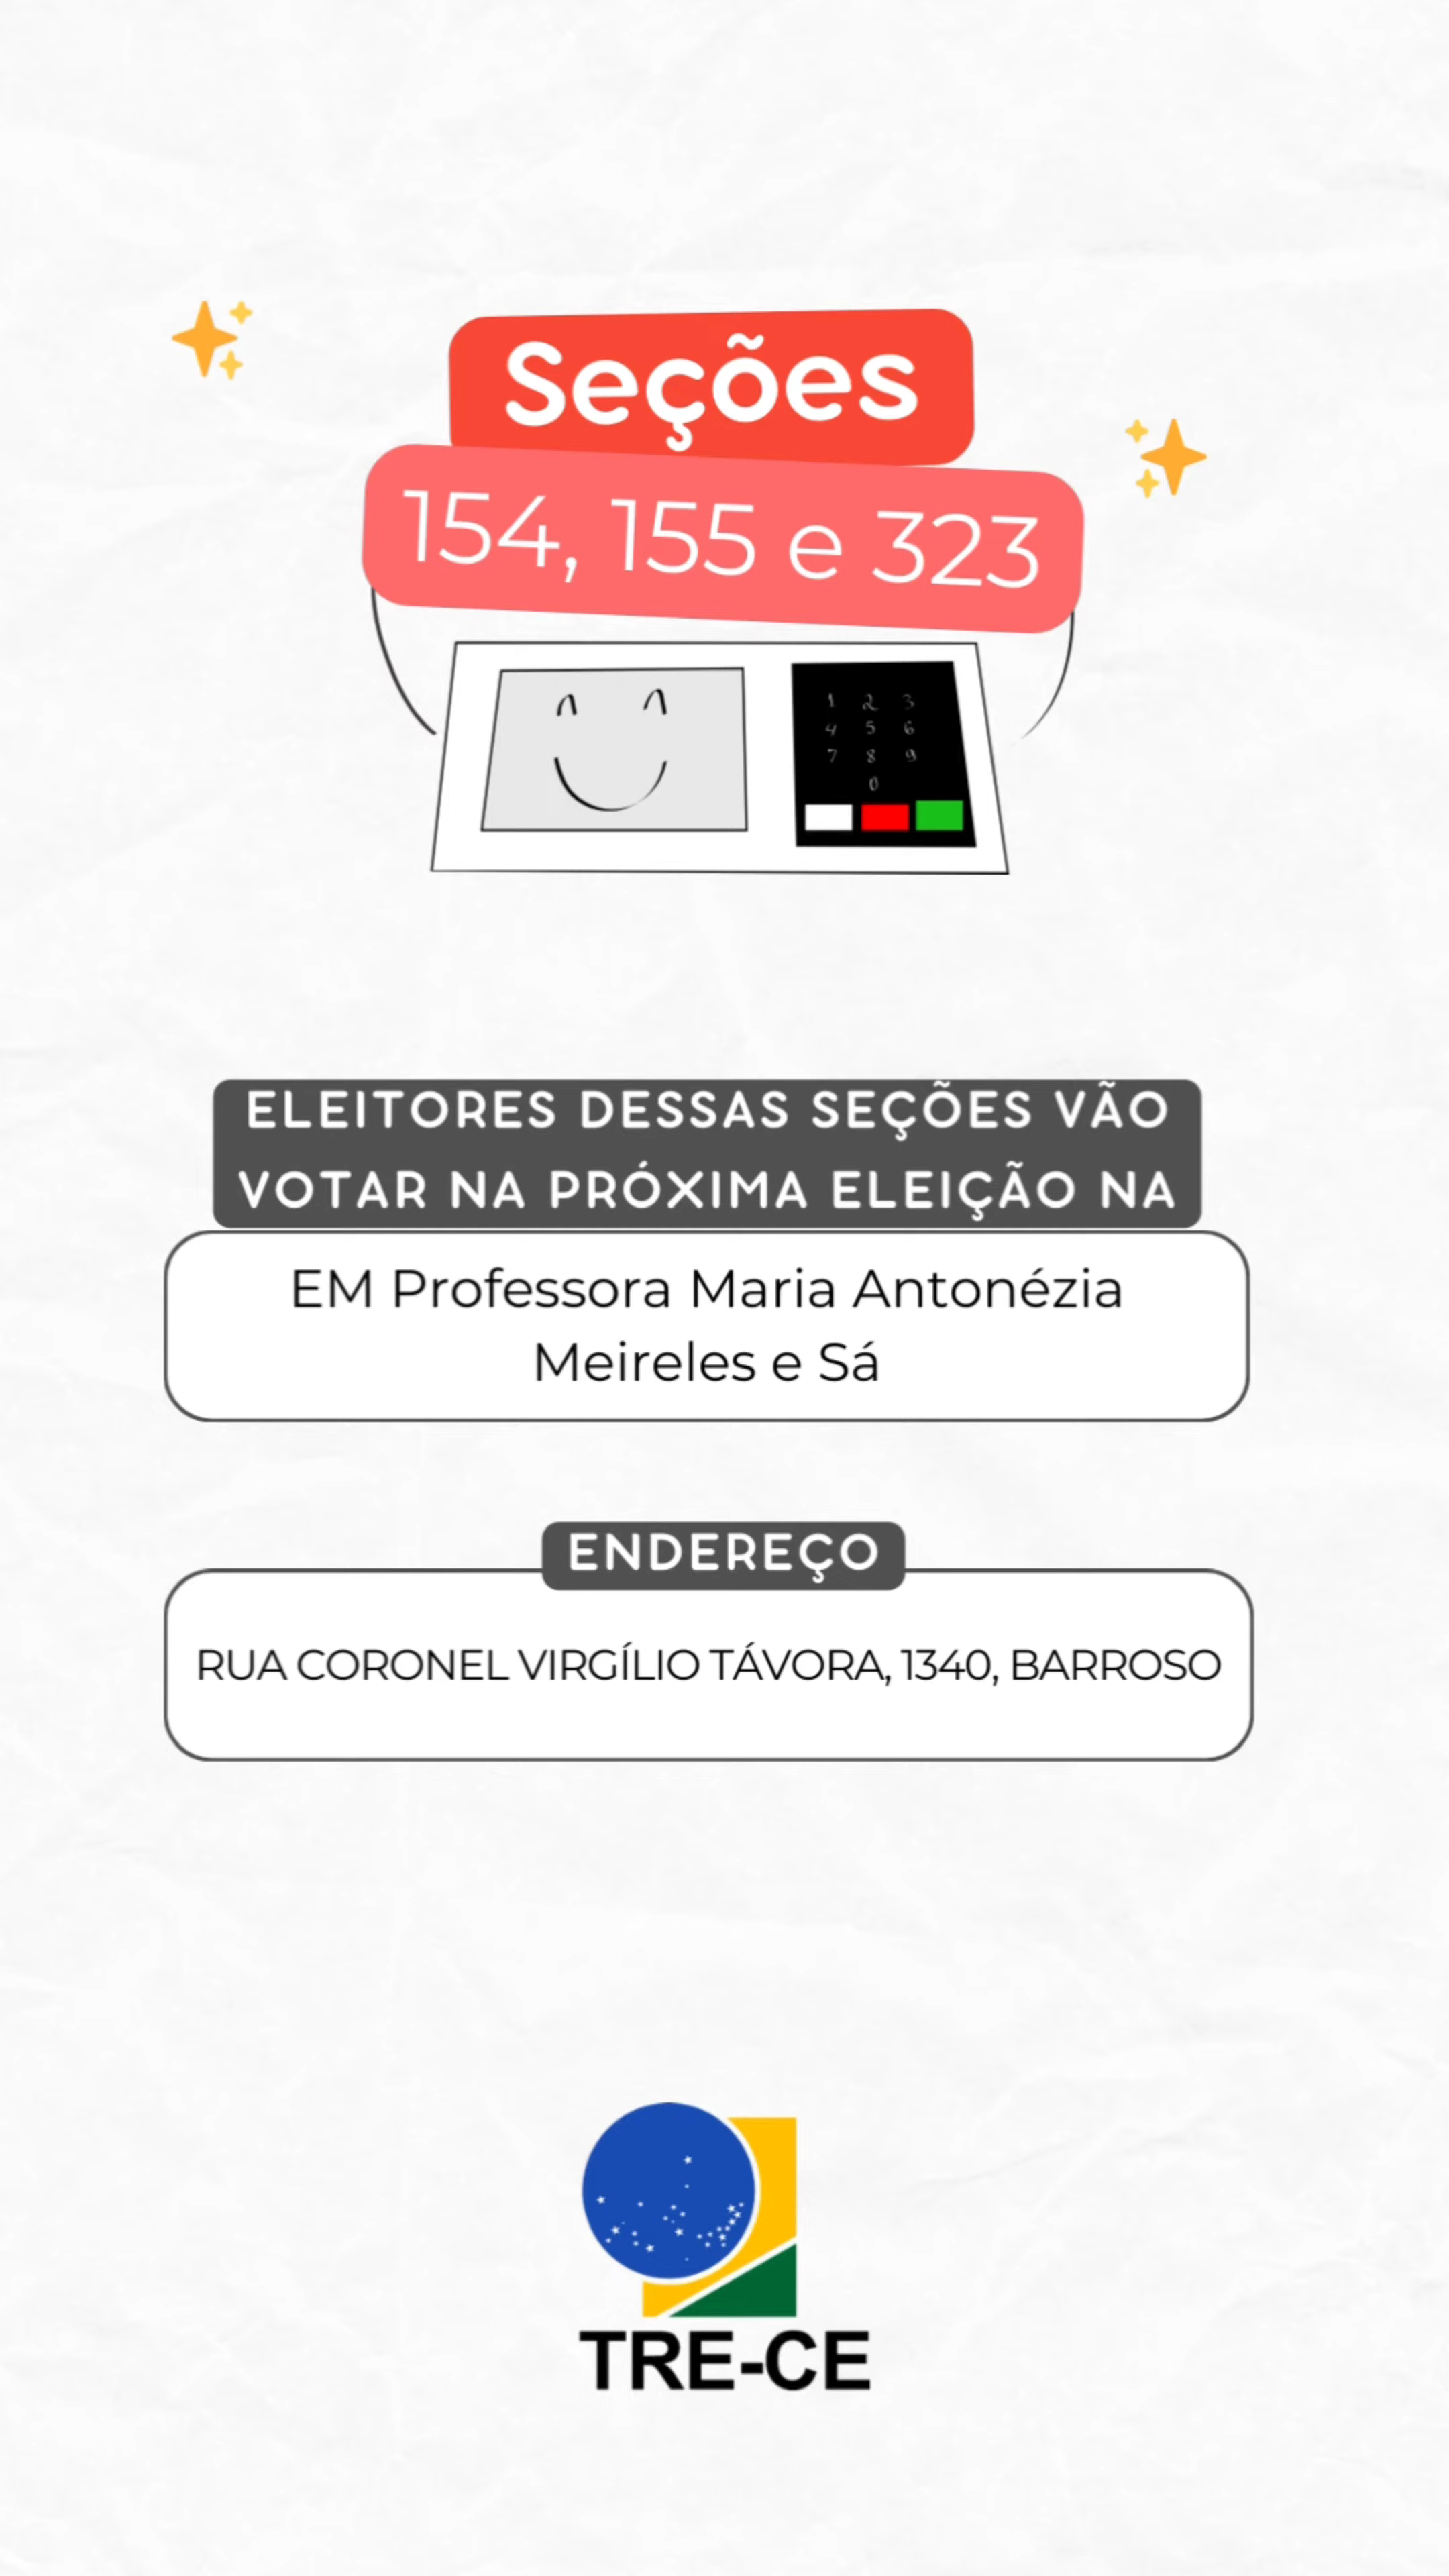 Seções
154, 155 e 323
1 2 3
4 5 6
7 8 9
0
ELEITORES DESSAS SEÇÕES VÃO
VOTAR NA PRÓXIMA ELEIÇÃO NA
EM Professora Maria Antonézia
Meireles e Sá
ENDEREÇO
RUA CORONEL VIRGÍLIO TÁVORA, 1340, BARROSO
TRE-CE